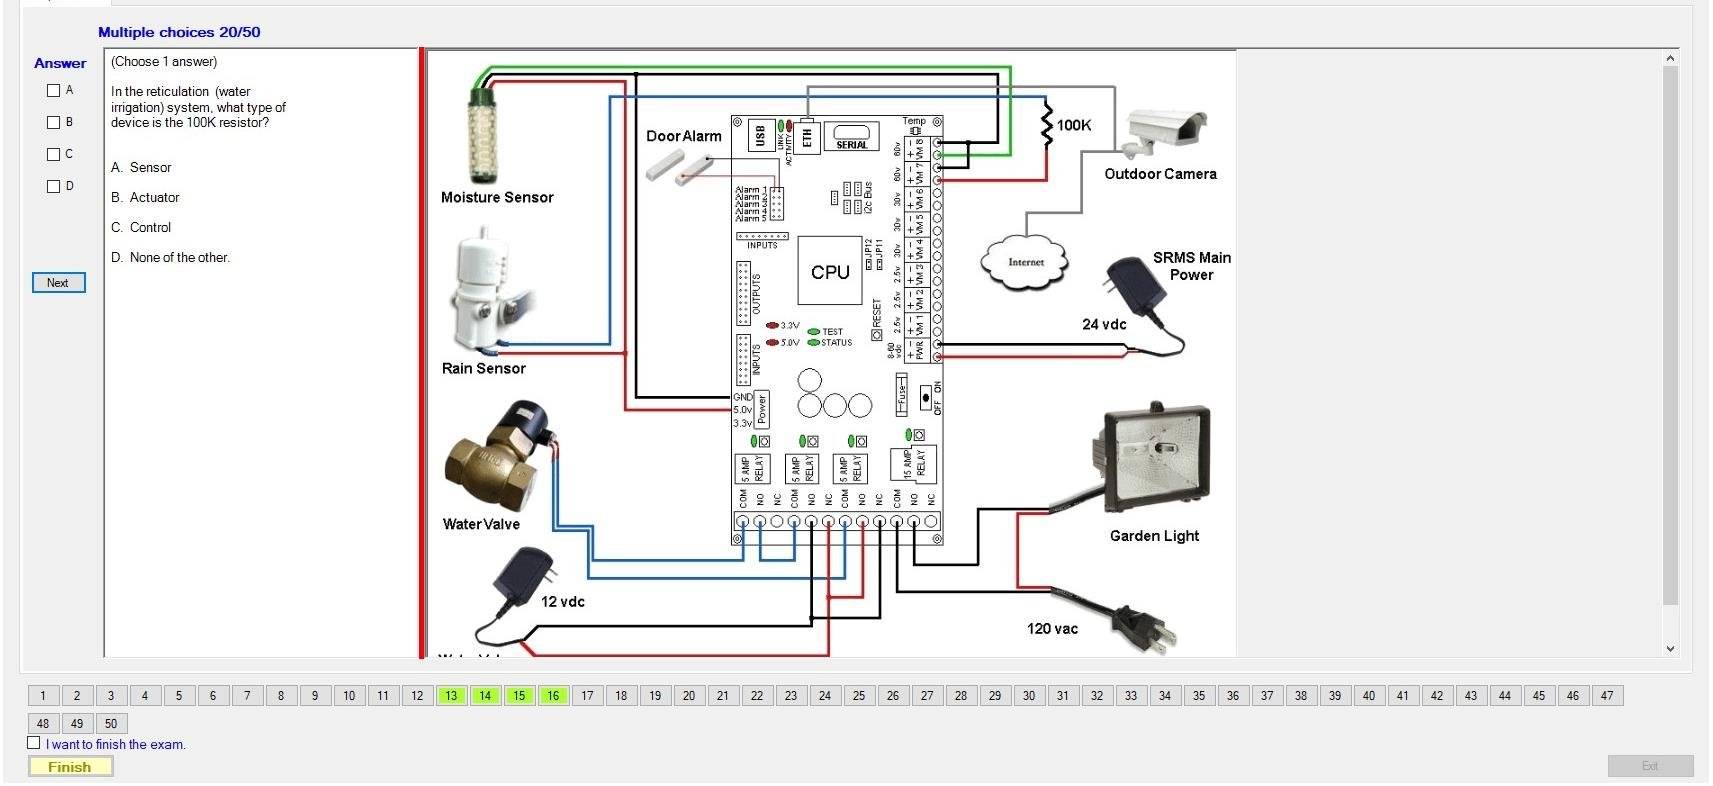 Multiple choices 20/50
Answer
A
B
C
D
Next
(Choose 1 answer)
In the reticulation (water
irrigation) system, what type of
device is the 100K resistor?
A. Sensor
B. Actuator
C. Control
D. None of the other.
Moisture Sensor
Rain Sensor
Water Valve
12 vdc
Door Alarm
USB
LINK
ACTIVITY
ETH
SERIAL
Temp
Alarm 1
Alarm 2
Alarm 3
Alarm 4
Alarm 5
i2c Bus
INPUTS
OUTPUTS
CPU
JP12
JP11
RESET
3.3V
5.0V
TEST
STATUS
INPUTS
60v - + VM 8
60v - + VM 7
30v - + VM 6
30v - + VM 5
30v - + VM 4
2.5v - + VM 3
2.5v - + VM 2
2.5v - + VM 1
8-60 vdc - + PWR
GND
5.0v
3.3v
Power
Fuse
OFF ON
5 AMP RELAY
5 AMP RELAY
5 AMP RELAY
15 AMP RELAY
COM NO NC COM NO NC COM NO NC COM NO NC
100K
Outdoor Camera
Internet
SRMS Main
Power
24 vdc
Garden Light
120 vac
1 2 3 4 5 6 7 8 9 10 11 12 13 14 15 16 17 18 19 20 21 22 23 24 25 26 27 28 29 30 31 32 33 34 35 36 37 38 39 40 41 42 43 44 45 46 47
48 49 50
I want to finish the exam.
Finish
Exit